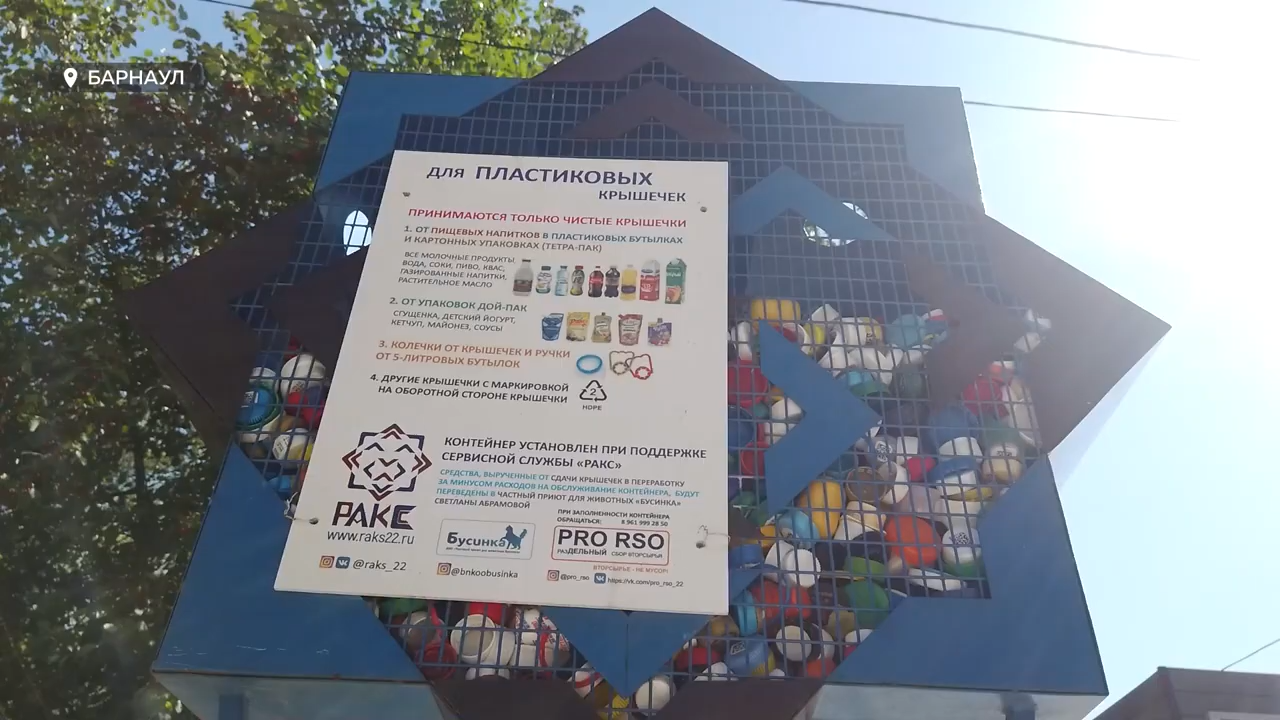 БАРНАУЛ
для ПЛАСТИКОВЫХ
КРЫШЕЧЕК
ПРИНИМАЮТСЯ ТОЛЬКО ЧИСТЫЕ КРЫШЕЧКИ
1. ОТ ПИЩЕВЫХ НАПИТКОВ В ПЛАСТИКОВЫХ БУТЫЛКАХ
И КАРТОННЫХ УПАКОВКАХ (ТЕТРА-ПАК)
ВСЕ МОЛОЧНЫЕ ПРОДУКТЫ,
ВОДА, СОКИ, ПИВО, КВАС,
ГАЗИРОВАННЫЕ НАПИТКИ,
РАСТИТЕЛЬНОЕ МАСЛО
2. ОТ УПАКОВОК ДОЙ-ПАК
СГУЩЕНКА, ДЕТСКИЙ ЙОГУРТ,
КЕТЧУП, МАЙОНЕЗ, СОУСЫ
3. КОЛЕЧКИ ОТ КРЫШЕЧЕК И РУЧКИ
ОТ 5-ЛИТРОВЫХ БУТЫЛОК
4. ДРУГИЕ КРЫШЕЧКИ С МАРКИРОВКОЙ
НА ОБОРОТНОЙ СТОРОНЕ КРЫШЕЧКИ
2
HDPE
КОНТЕЙНЕР УСТАНОВЛЕН ПРИ ПОДДЕРЖКЕ
СЕРВИСНОЙ СЛУЖБЫ «РАКС»
СРЕДСТВА, ВЫРУЧЕННЫЕ ОТ СДАЧИ КРЫШЕЧЕК В ПЕРЕРАБОТКУ
ЗА МИНУСОМ РАСХОДОВ НА ОБСЛУЖИВАНИЕ КОНТЕЙНЕРА, БУДУТ
ПЕРЕВЕДЕНЫ В ЧАСТНЫЙ ПРИЮТ ДЛЯ ЖИВОТНЫХ «БУСИНКА»
СВЕТЛАНЫ АБРАМОВОЙ
РАКС
www.raks22.ru
@raks_22
Бусинка
@bnkoobusinka
ПРИ ЗАПОЛНЕННОСТИ КОНТЕЙНЕРА
ОБРАЩАТЬСЯ: 8 961 999 28 50
PRO RSO
РАЗДЕЛЬНЫЙ СБОР ВТОРСЫРЬЯ
ВТОРСЫРЬЕ - НЕ МУСОР!
@pro_rso https://vk.com/pro_rso_22